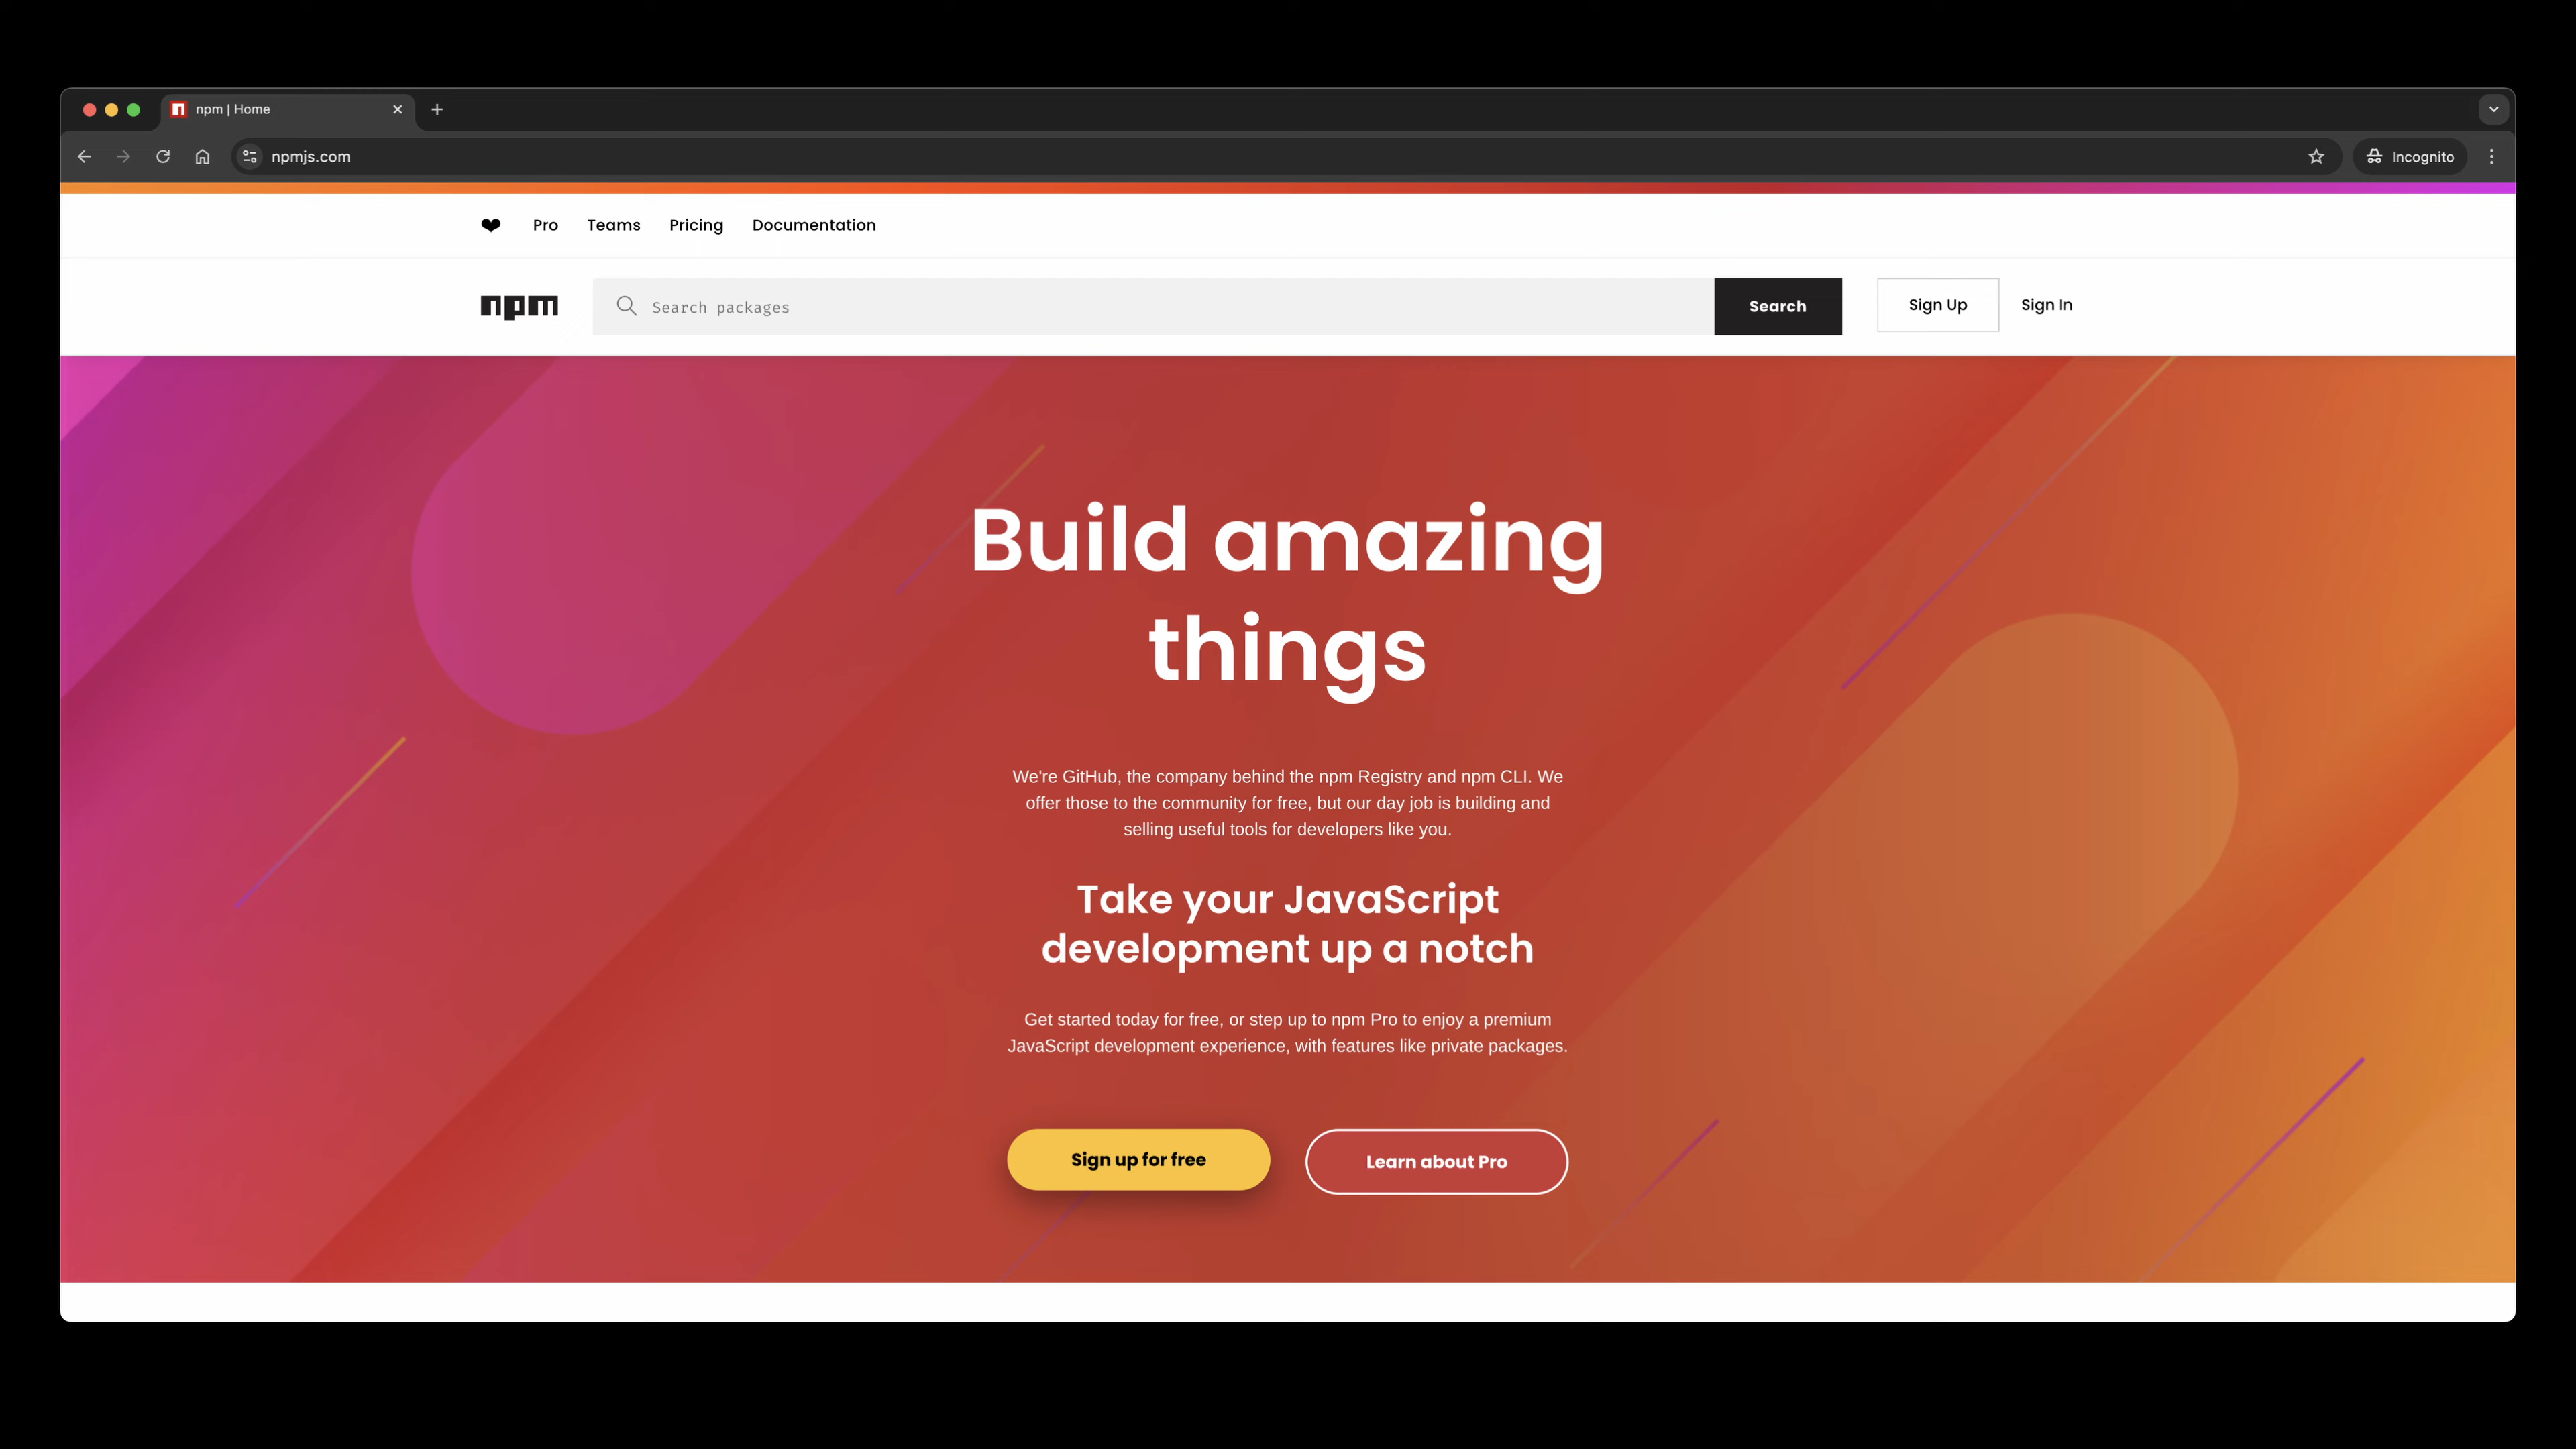 npm | Home
npmjs.com
Incognito
Pro Teams Pricing Documentation
npm Search packages Search Sign Up Sign In
Build amazing
things
We're GitHub, the company behind the npm Registry and npm CLI. We
offer those to the community for free, but our day job is building and
selling useful tools for developers like you.
Take your JavaScript
development up a notch
Get started today for free, or step up to npm Pro to enjoy a premium
JavaScript development experience, with features like private packages.
Sign up for free Learn about Pro